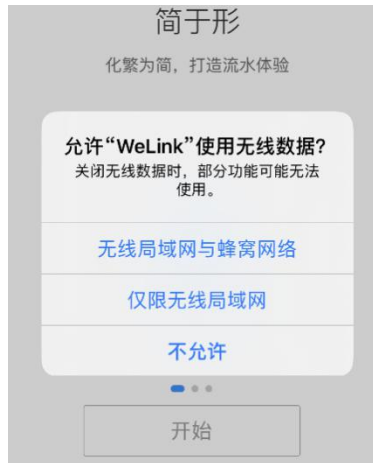 简于形
化繁为简，打造流水体验
允许“WeLink”使用无线数据?
关闭无线数据时，部分功能可能无法
使用。
无线局域网与蜂窝网络
仅限无线局域网
不允许
开始